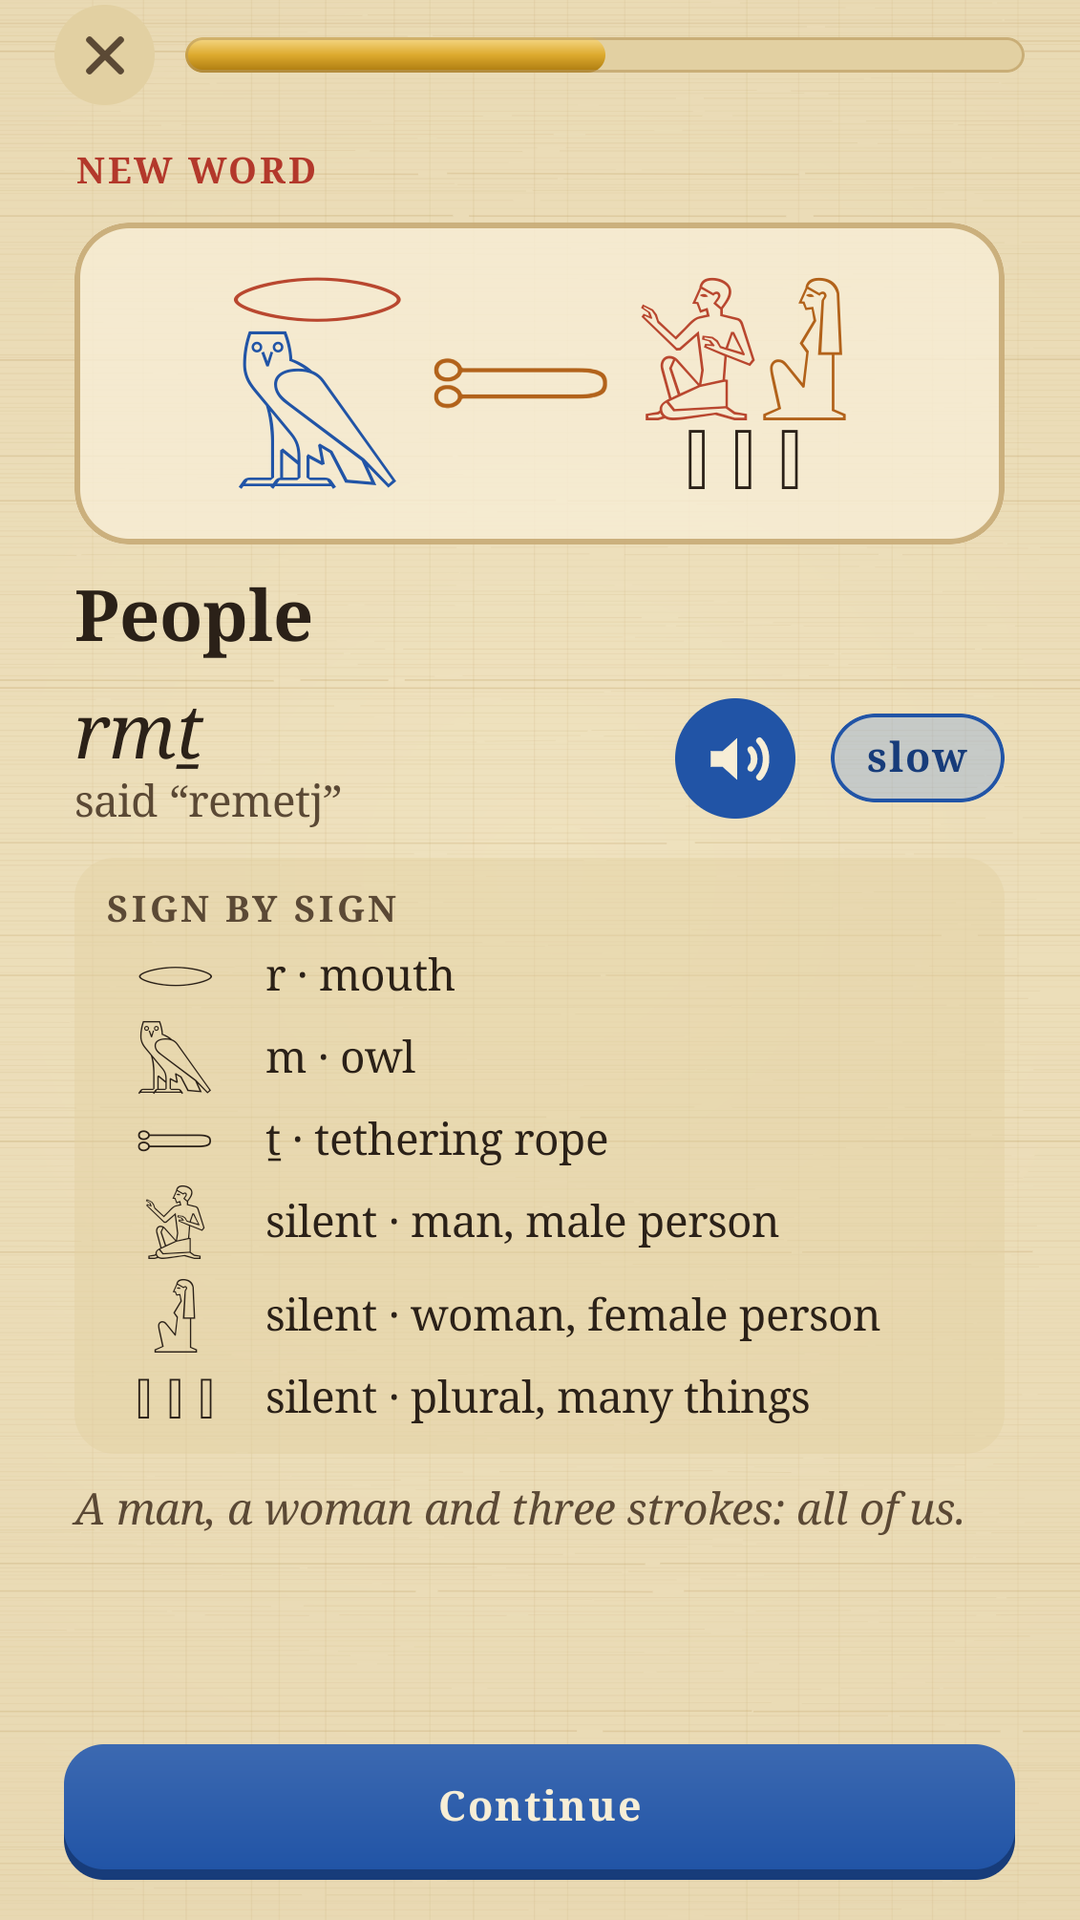 NEW WORD
𓂋𓅓𓍿𓀀𓁐𓏥
People
rmṯ
said “remetj”
slow
SIGN BY SIGN
𓂋 r · mouth
𓅓 m · owl
𓍿 ṯ · tethering rope
𓀀 silent · man, male person
𓁐 silent · woman, female person
𓏥 silent · plural, many things
A man, a woman and three strokes: all of us.
Continue